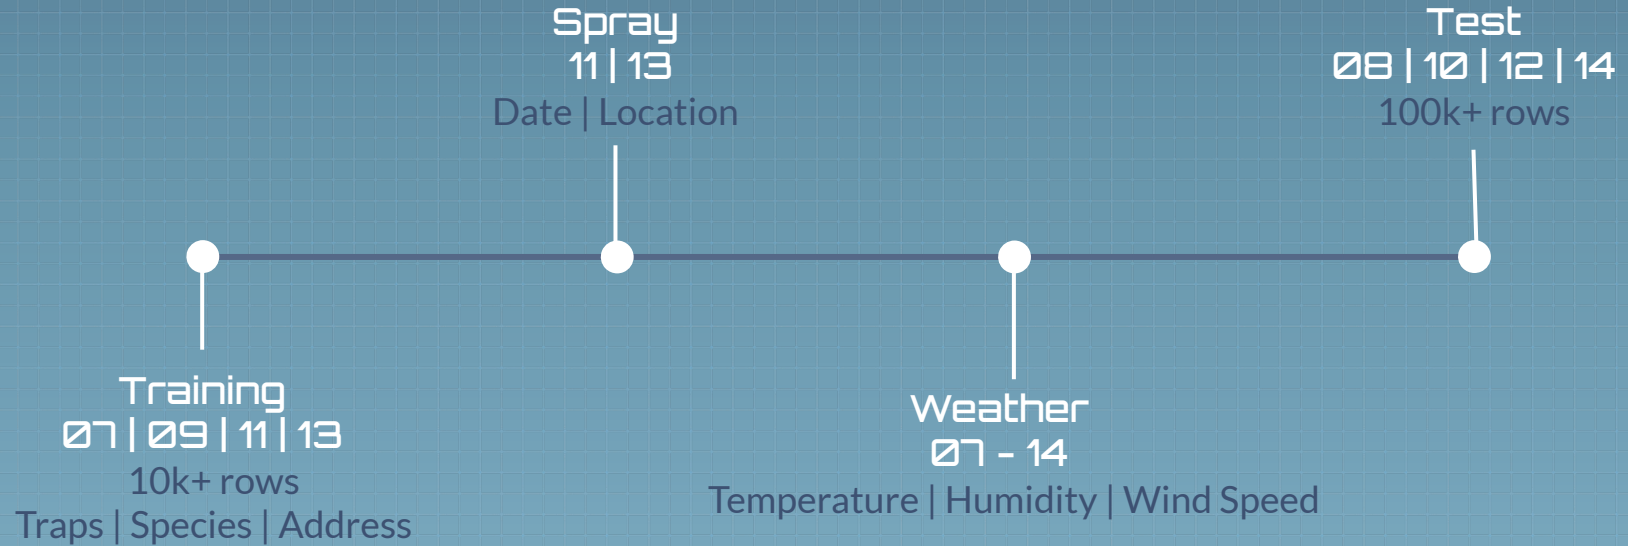 Spray
11 | 13
Date | Location
Test
08 | 10 | 12 | 14
100k+ rows
Training
07 | 09 | 11 | 13
10k+ rows
Traps | Species | Address
Weather
07 - 14
Temperature | Humidity | Wind Speed